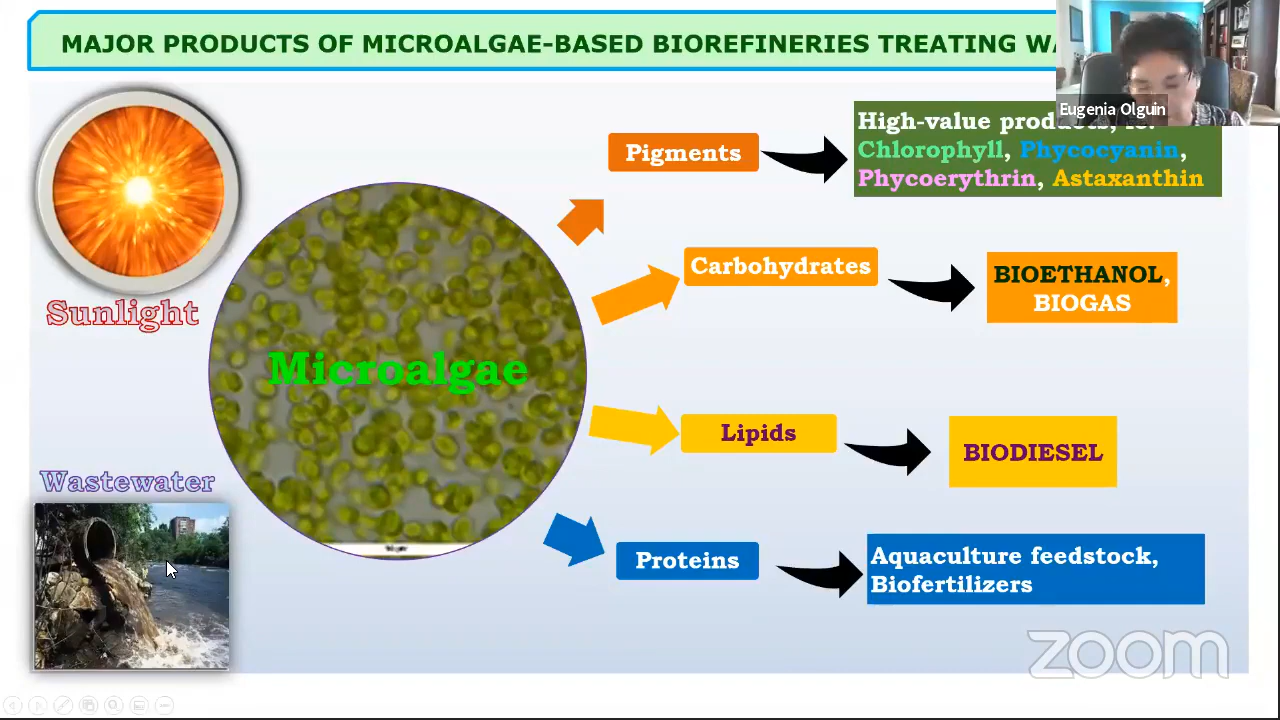 MAJOR PRODUCTS OF MICROALGAE-BASED BIOREFINERIES TREATING
Eugenia Olguin
Sunlight
Wastewater
Microalgae
Pigments
High-value products,
Chlorophyll, Phycocyanin,
Phycoerythrin, Astaxanthin
Carbohydrates
BIOETHANOL,
BIOGAS
Lipids
BIODIESEL
Proteins
Aquaculture feedstock,
Biofertilizers
zoom